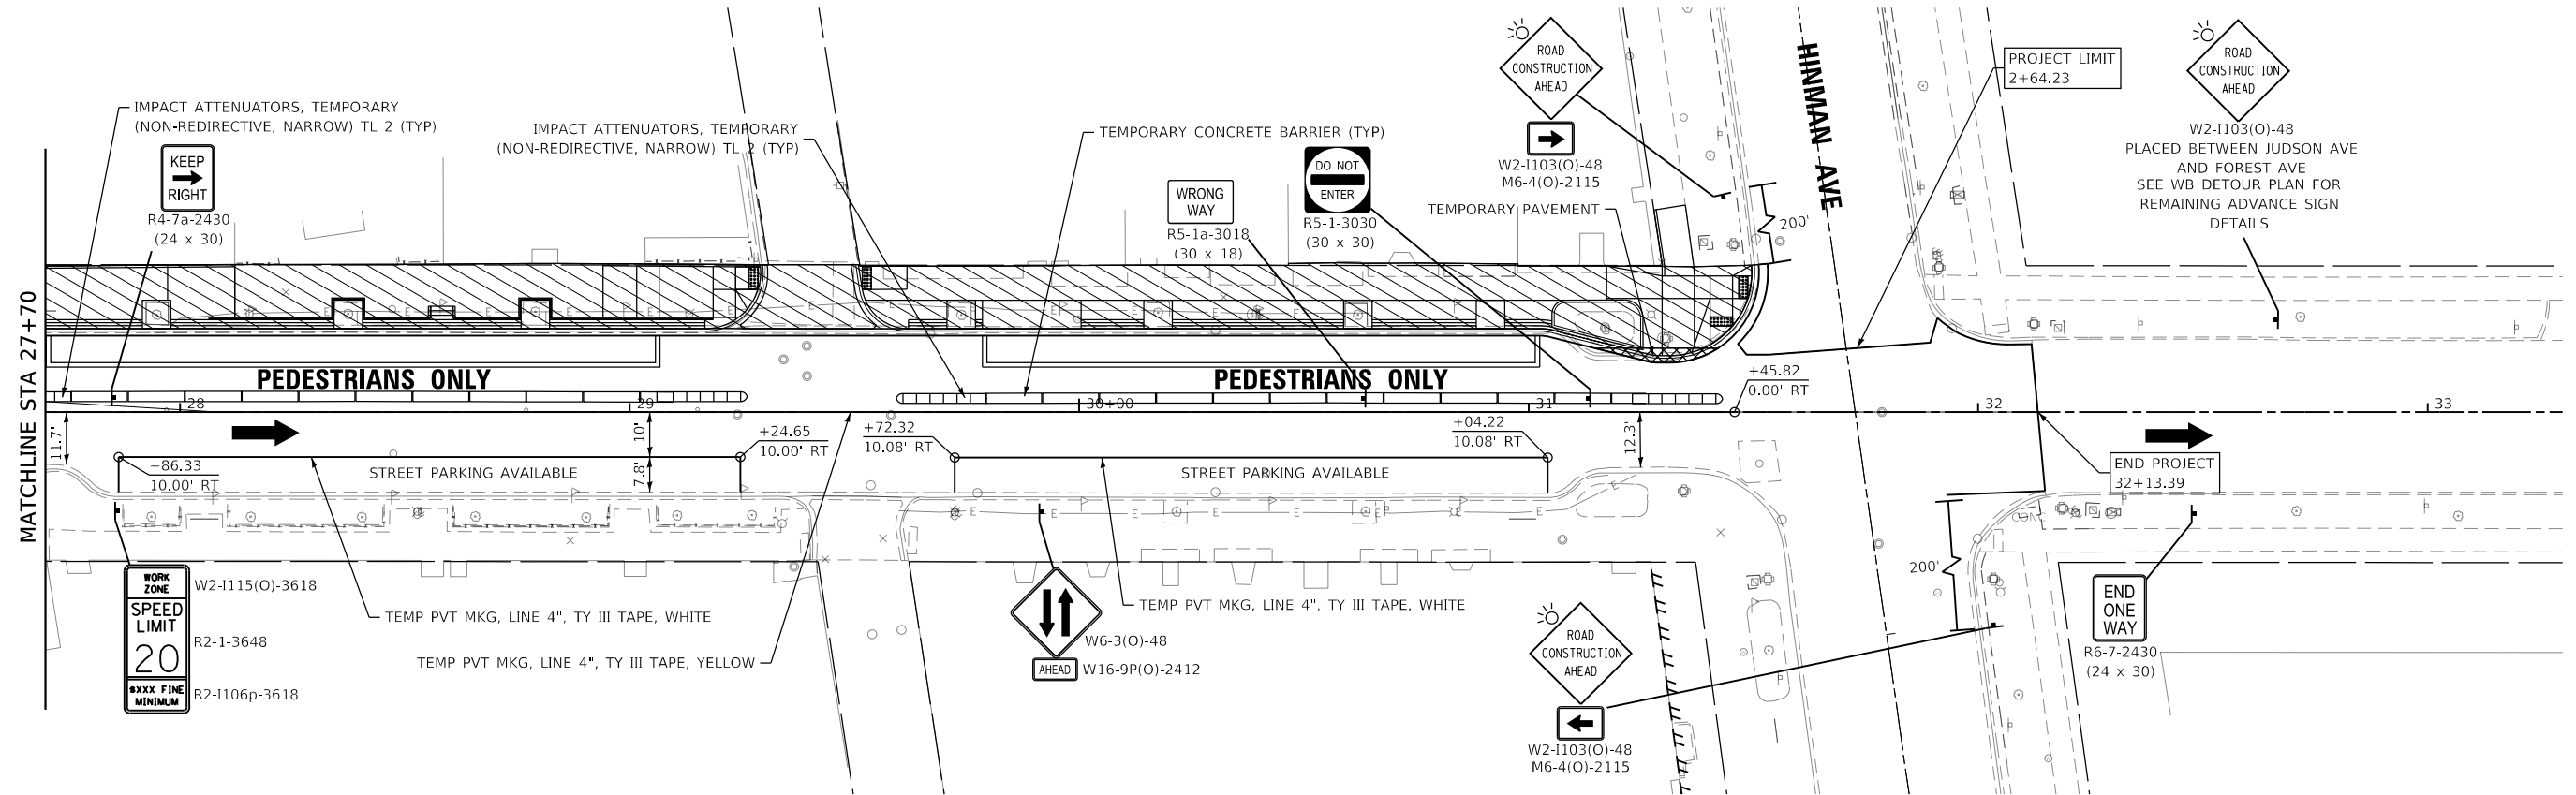 MATCHLINE STA 27+70
IMPACT ATTENUATORS, TEMPORARY
(NON-REDIRECTIVE, NARROW) TL 2 (TYP)
KEEP
RIGHT
R4-7a-2430
(24 x 30)
IMPACT ATTENUATORS, TEMPORARY
(NON-REDIRECTIVE, NARROW) TL 2 (TYP)
TEMPORARY CONCRETE BARRIER (TYP)
WRONG
WAY
R5-1a-3018
(30 x 18)
DO NOT
ENTER
R5-1-3030
(30 x 30)
ROAD
CONSTRUCTION
AHEAD
W2-I103(O)-48
M6-4(O)-2115
TEMPORARY PAVEMENT
200'
HINMAN AVE
PROJECT LIMIT
2+64.23
ROAD
CONSTRUCTION
AHEAD
W2-I103(O)-48
PLACED BETWEEN JUDSON AVE
AND FOREST AVE
SEE WB DETOUR PLAN FOR
REMAINING ADVANCE SIGN
DETAILS
PEDESTRIANS ONLY
PEDESTRIANS ONLY
+45.82
0.00' RT
28
29
30+00
31
32
33
11.7'
10'
7.8'
12.3'
+86.33
10.00' RT
STREET PARKING AVAILABLE
+24.65
10.00' RT
+72.32
10.08' RT
STREET PARKING AVAILABLE
+04.22
10.08' RT
END PROJECT
32+13.39
E E E E E E E
CONC
WORK
ZONE
SPEED
LIMIT
20
$XXX FINE
MINIMUM
W2-I115(O)-3618
R2-1-3648
R2-I106p-3618
TEMP PVT MKG, LINE 4", TY III TAPE, WHITE
TEMP PVT MKG, LINE 4", TY III TAPE, YELLOW
W6-3(O)-48
AHEAD
W16-9P(O)-2412
TEMP PVT MKG, LINE 4", TY III TAPE, WHITE
ROAD
CONSTRUCTION
AHEAD
W2-I103(O)-48
M6-4(O)-2115
200'
END
ONE
WAY
R6-7-2430
(24 x 30)